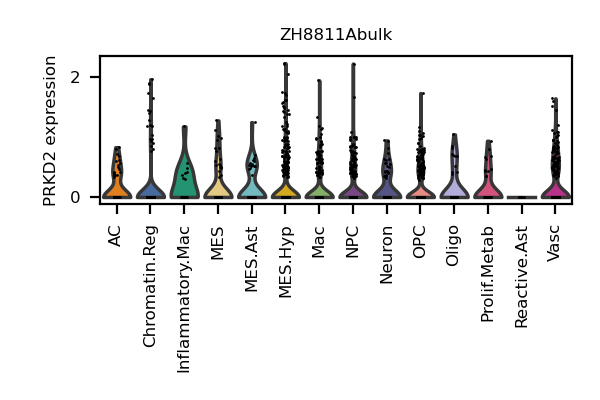 ZH8811Abulk
PRKD2 expression
2
0
AC
Chromatin.Reg
Inflammatory.Mac
MES
MES.Ast
MES.Hyp
Mac
NPC
Neuron
OPC
Oligo
Prolif.Metab
Reactive.Ast
Vasc